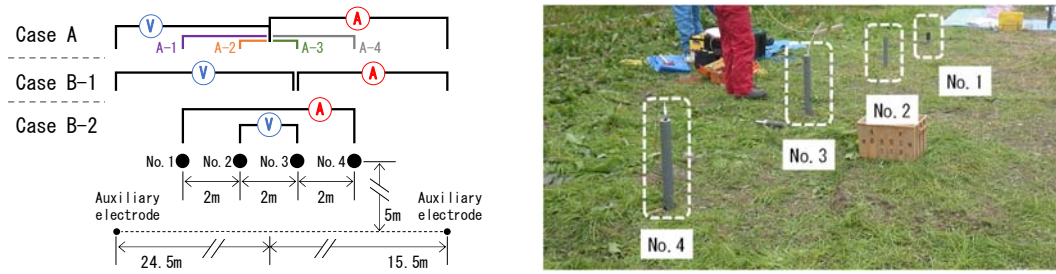 Case A
V
A
A-1
A-2
A-3
A-4
Case B-1
V
A
Case B-2
A
V
No. 1
No. 2
No. 3
No. 4
2m
2m
2m
5m
Auxiliary
electrode
Auxiliary
electrode
24.5m
15.5m
No. 1
No. 2
No. 3
No. 4